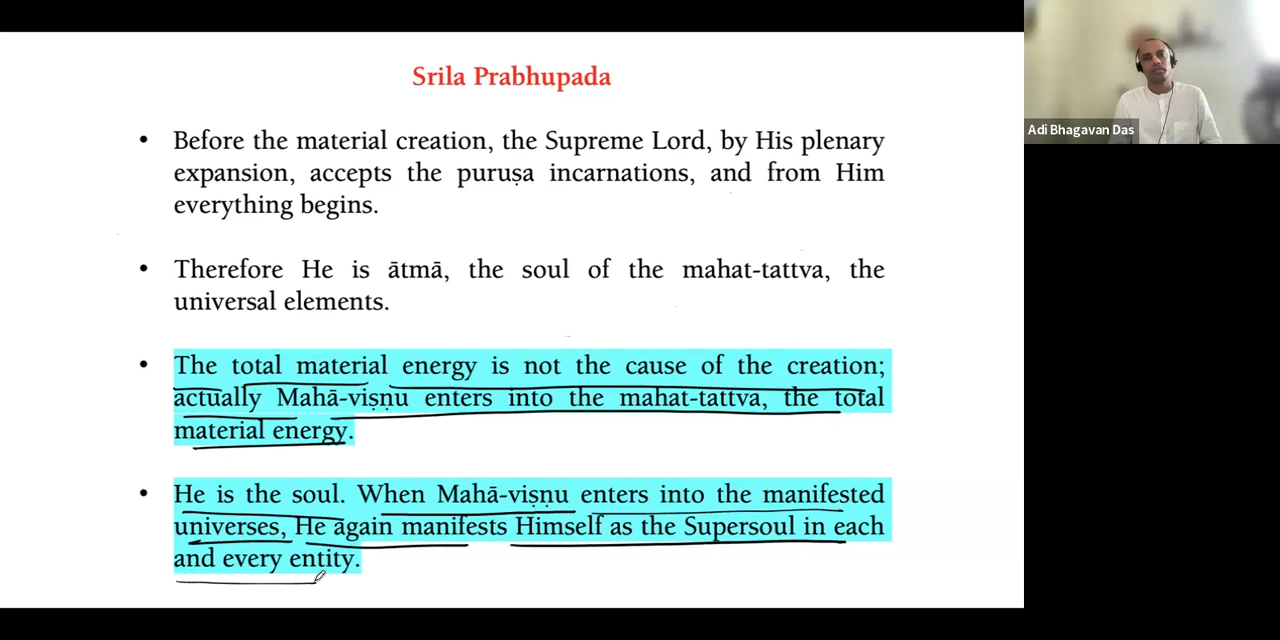 Srila Prabhupada
• Before the material creation, the Supreme Lord, by His plenary
expansion, accepts the puruṣa incarnations, and from Him
everything begins.
• Therefore He is ātmā, the soul of the mahat-tattva, the
universal elements.
• The total material energy is not the cause of the creation;
actually Mahā-viṣṇu enters into the mahat-tattva, the total
material energy.
• He is the soul. When Mahā-viṣṇu enters into the manifested
universes, He again manifests Himself as the Supersoul in each
and every entity.
Adi Bhagavan Das